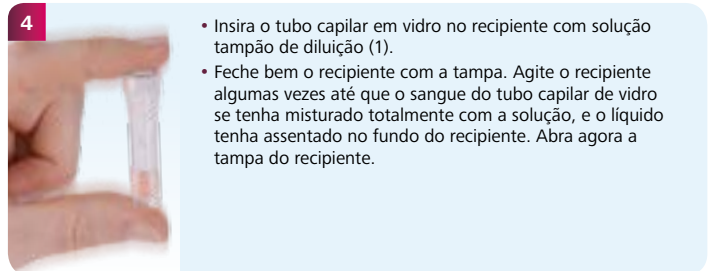 4
• Insira o tubo capilar em vidro no recipiente com solução
tampão de diluição (1).
• Feche bem o recipiente com a tampa. Agite o recipiente
algumas vezes até que o sangue do tubo capilar de vidro
se tenha misturado totalmente com a solução, e o líquido
tenha assentado no fundo do recipiente. Abra agora a
tampa do recipiente.